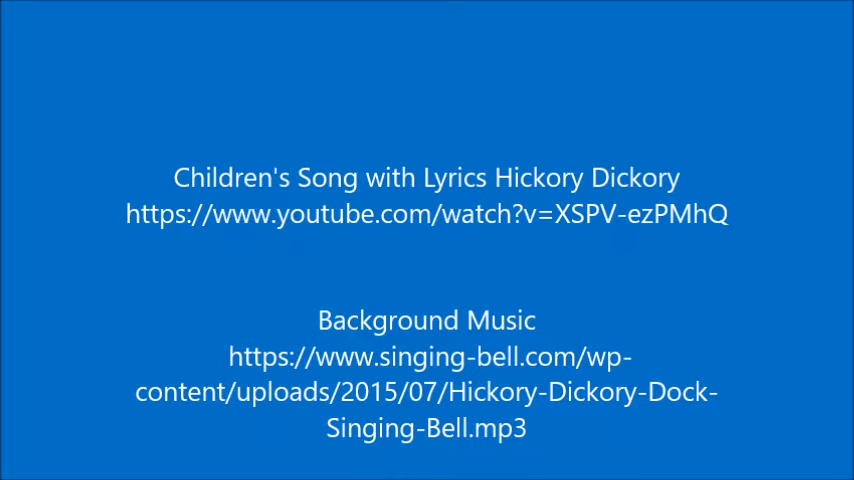 Children's Song with Lyrics Hickory Dickory
https://www.youtube.com/watch?v=XSPV-ezPMhQ
Background Music
https://www.singing-bell.com/wp-
content/uploads/2015/07/Hickory-Dickory-Dock-
Singing-Bell.mp3